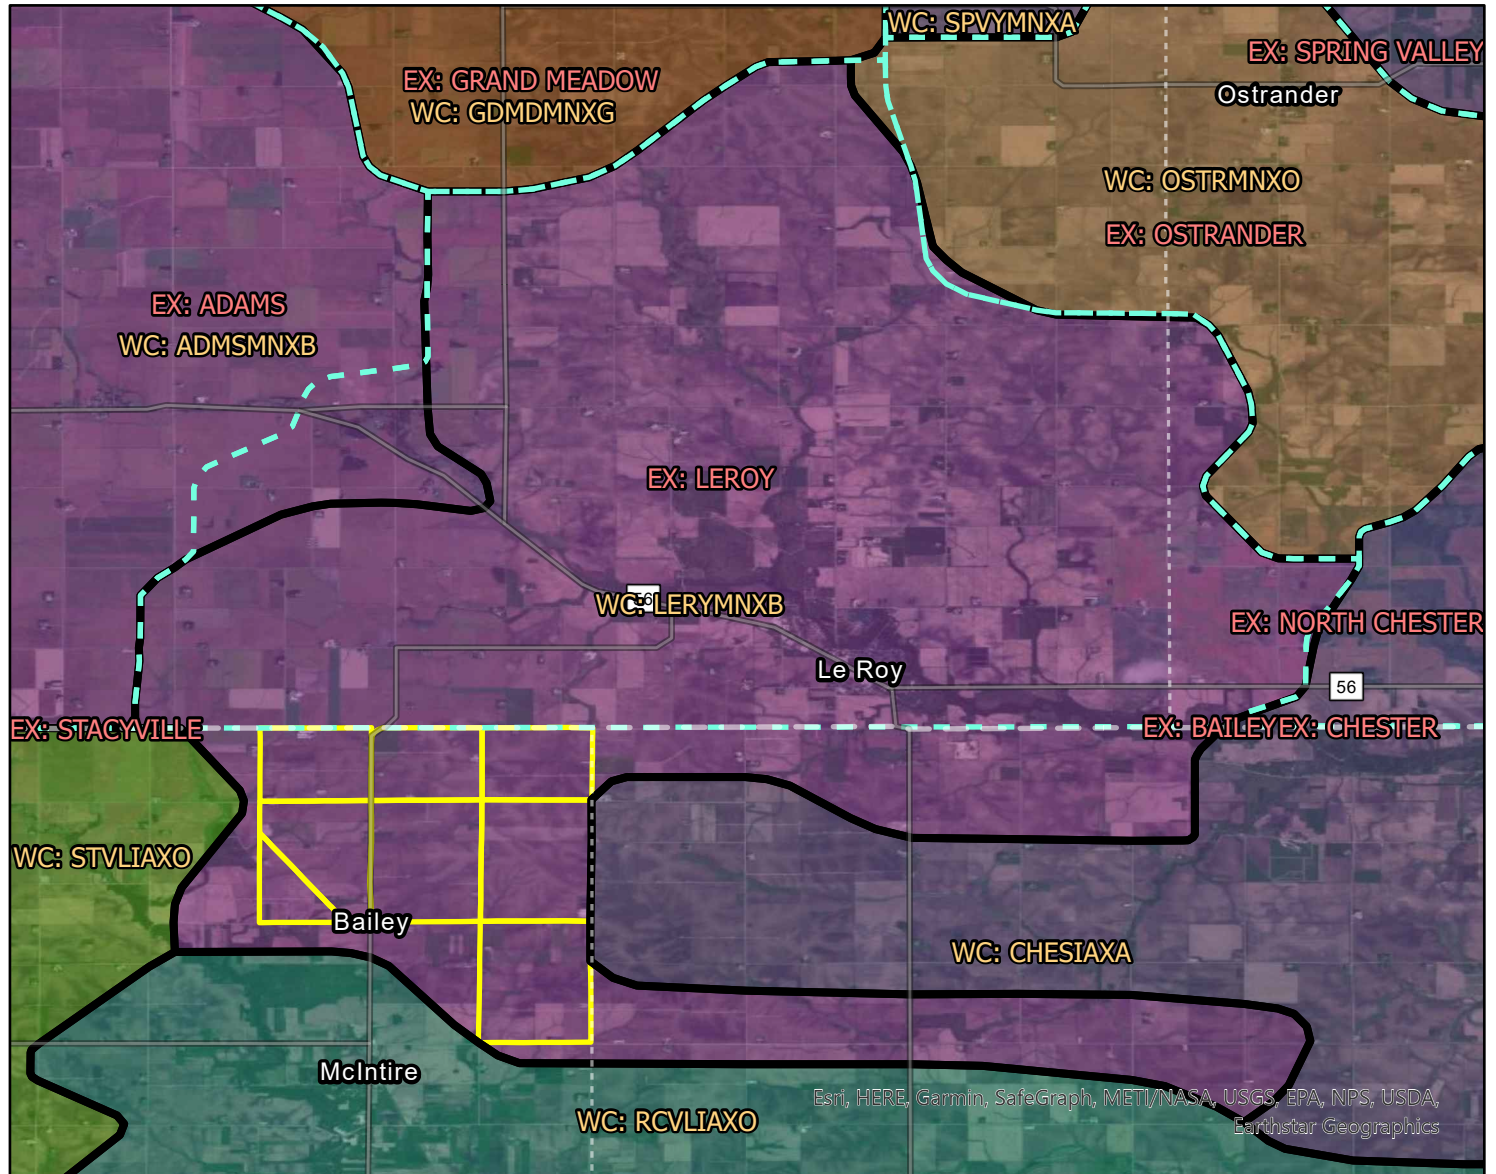 WC: SPVYMNXA
EX: SPRING VALLEY
EX: GRAND MEADOW
Ostrander
WC: GDMDMNXG
WC: OSTRMNXO
EX: OSTRANDER
EX: ADAMS
WC: ADMSMNXB
EX: LEROY
WC: LERYMNXB
EX: NORTH CHESTER
Le Roy
56
EX: STACYVILLE
EX: BAILEYEX: CHESTER
WC: STVLIAXO
Bailey
WC: CHESIAXA
McIntire
Esri, HERE, Garmin, SafeGraph, METI/NASA, USGS, EPA, NPS, USDA,
WC: RCVLIAXO
Earthstar Geographics